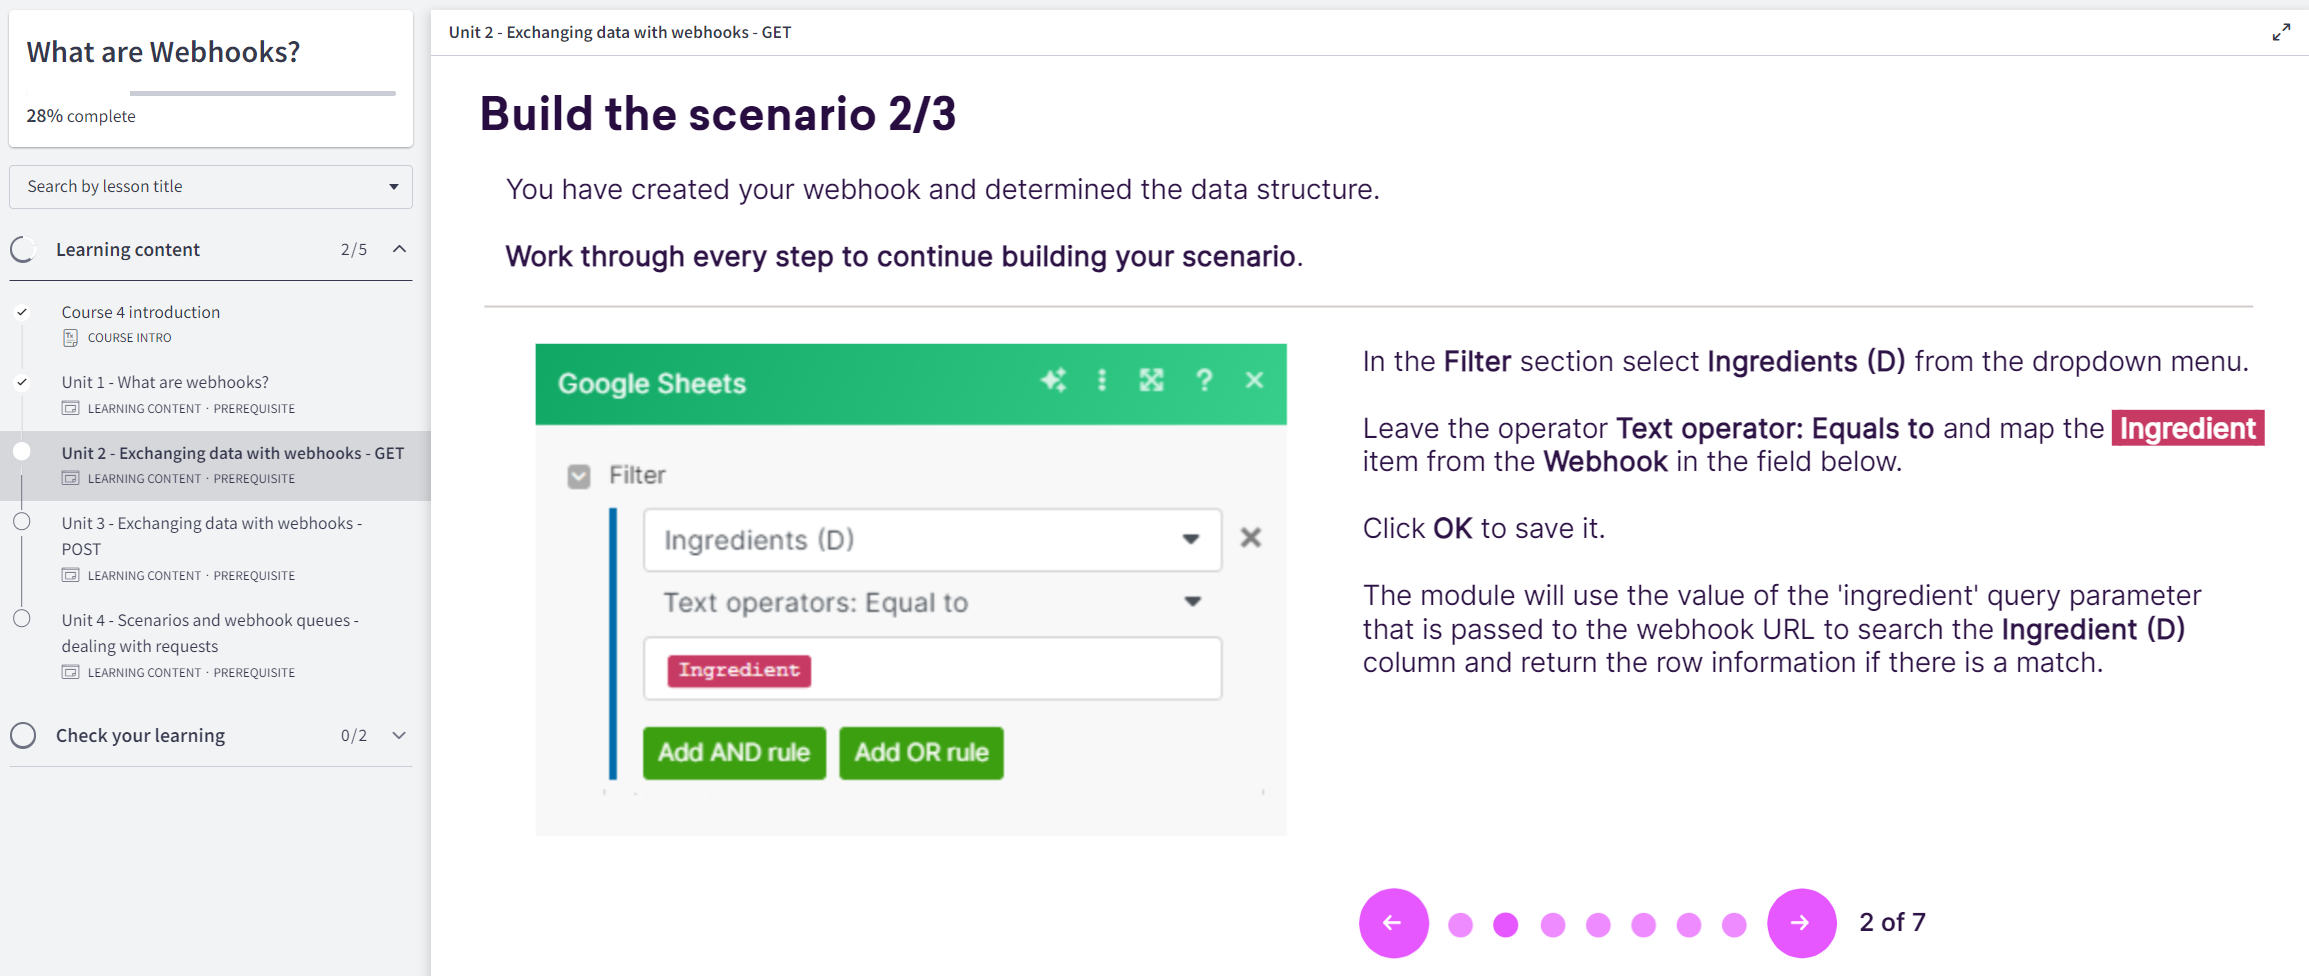 What are Webhooks?
28% complete
Search by lesson title
Learning content 2/5
Course 4 introduction
COURSE INTRO
Unit 1 - What are webhooks?
LEARNING CONTENT · PREREQUISITE
Unit 2 - Exchanging data with webhooks - GET
LEARNING CONTENT · PREREQUISITE
Unit 3 - Exchanging data with webhooks -
POST
LEARNING CONTENT · PREREQUISITE
Unit 4 - Scenarios and webhook queues -
dealing with requests
LEARNING CONTENT · PREREQUISITE
Check your learning 0/2
Unit 2 - Exchanging data with webhooks - GET
Build the scenario 2/3
You have created your webhook and determined the data structure.
Work through every step to continue building your scenario.
Google Sheets ?
Filter
Ingredients (D)
Text operators: Equal to
Ingredient
Add AND rule Add OR rule
In the Filter section select Ingredients (D) from the dropdown menu.
Leave the operator Text operator: Equals to and map the Ingredient
item from the Webhook in the field below.
Click OK to save it.
The module will use the value of the 'ingredient' query parameter
that is passed to the webhook URL to search the Ingredient (D)
column and return the row information if there is a match.
2 of 7